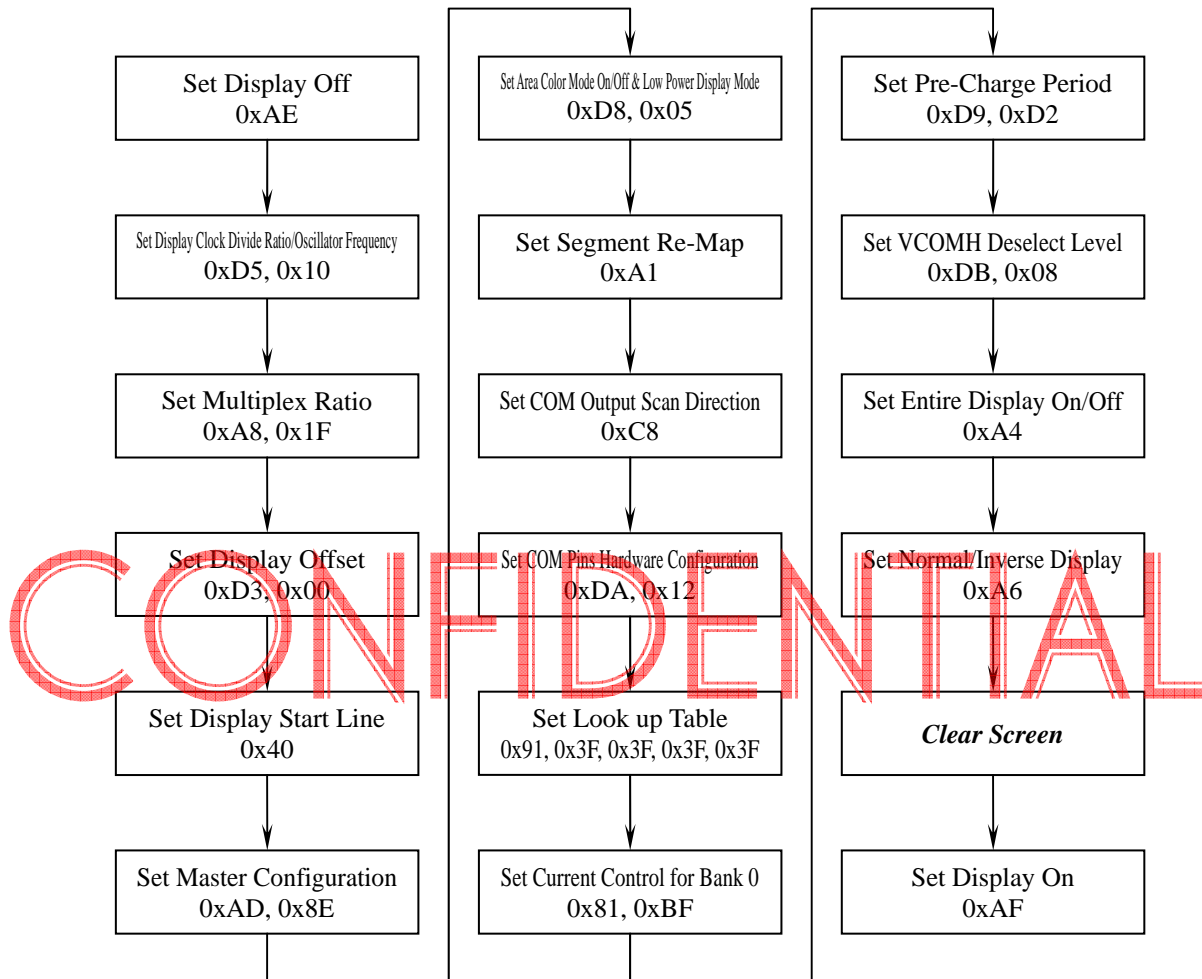 Set Display Off
0xAE
Set Display Clock Divide Ratio/Oscillator Frequency
0xD5, 0x10
Set Multiplex Ratio
0xA8, 0x1F
Set Display Offset
0xD3, 0x00
Set Display Start Line
0x40
Set Master Configuration
0xAD, 0x8E
Set Area Color Mode On/Off & Low Power Display Mode
0xD8, 0x05
Set Segment Re-Map
0xA1
Set COM Output Scan Direction
0xC8
Set COM Pins Hardware Configuration
0xDA, 0x12
Set Look up Table
0x91, 0x3F, 0x3F, 0x3F, 0x3F
Set Current Control for Bank 0
0x81, 0xBF
Set Pre-Charge Period
0xD9, 0xD2
Set VCOMH Deselect Level
0xDB, 0x08
Set Entire Display On/Off
0xA4
Set Normal/Inverse Display
0xA6
Clear Screen
Set Display On
0xAF
CONFIDENTIAL